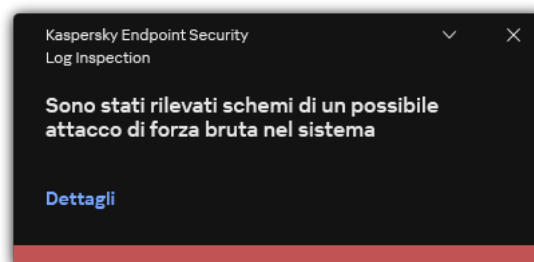 Kaspersky Endpoint Security
Log Inspection
Sono stati rilevati schemi di un possibile
attacco di forza bruta nel sistema
Dettagli